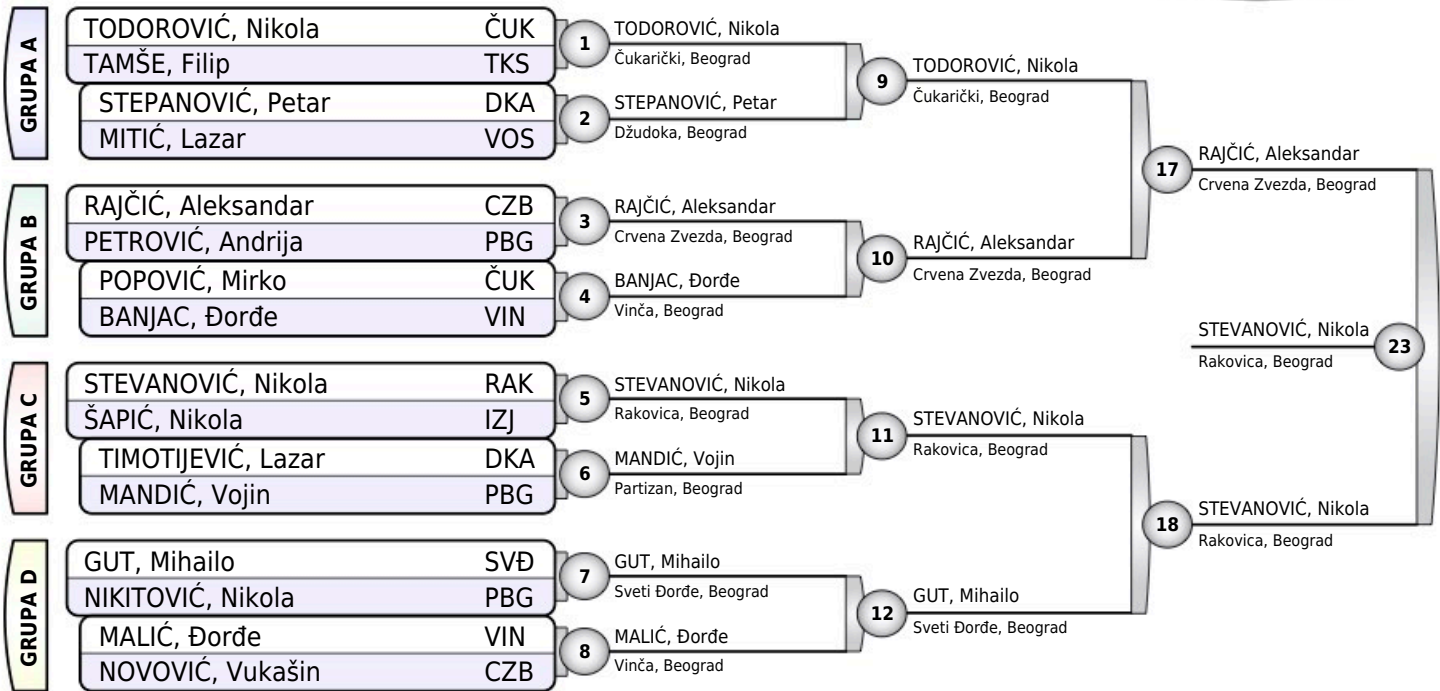 GRUPA A
TODOROVIĆ, Nikola ČUK
TAMŠE, Filip TKS
STEPANOVIĆ, Petar DKA
MITIĆ, Lazar VOS
GRUPA B
RAJČIĆ, Aleksandar CZB
PETROVIĆ, Andrija PBG
POPOVIĆ, Mirko ČUK
BANJAC, Đorđe VIN
GRUPA C
STEVANOVIĆ, Nikola RAK
ŠAPIĆ, Nikola IZJ
TIMOTIJEVIĆ, Lazar DKA
MANDIĆ, Vojin PBG
GRUPA D
GUT, Mihailo SVĐ
NIKITOVIĆ, Nikola PBG
MALIĆ, Đorđe VIN
NOVOVIĆ, Vukašin CZB
1
TODOROVIĆ, Nikola
Čukarički, Beograd
2
STEPANOVIĆ, Petar
Džudoka, Beograd
3
RAJČIĆ, Aleksandar
Crvena Zvezda, Beograd
4
BANJAC, Đorđe
Vinča, Beograd
5
STEVANOVIĆ, Nikola
Rakovica, Beograd
6
MANDIĆ, Vojin
Partizan, Beograd
7
GUT, Mihailo
Sveti Đorđe, Beograd
8
MALIĆ, Đorđe
Vinča, Beograd
9
TODOROVIĆ, Nikola
Čukarički, Beograd
10
RAJČIĆ, Aleksandar
Crvena Zvezda, Beograd
11
STEVANOVIĆ, Nikola
Rakovica, Beograd
12
GUT, Mihailo
Sveti Đorđe, Beograd
17
RAJČIĆ, Aleksandar
Crvena Zvezda, Beograd
18
STEVANOVIĆ, Nikola
Rakovica, Beograd
STEVANOVIĆ, Nikola
Rakovica, Beograd
23